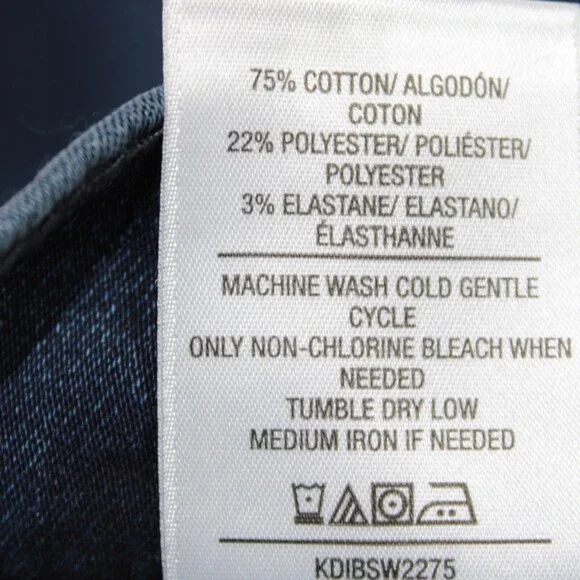 75% COTTON/ ALGODÓN/
COTON
22% POLYESTER/ POLIÉSTER/
POLYESTER
3% ELASTANE/ ELASTANO/
ÉLASTHANNE
MACHINE WASH COLD GENTLE
CYCLE
ONLY NON-CHLORINE BLEACH WHEN
NEEDED
TUMBLE DRY LOW
MEDIUM IRON IF NEEDED
KDIBSW2275